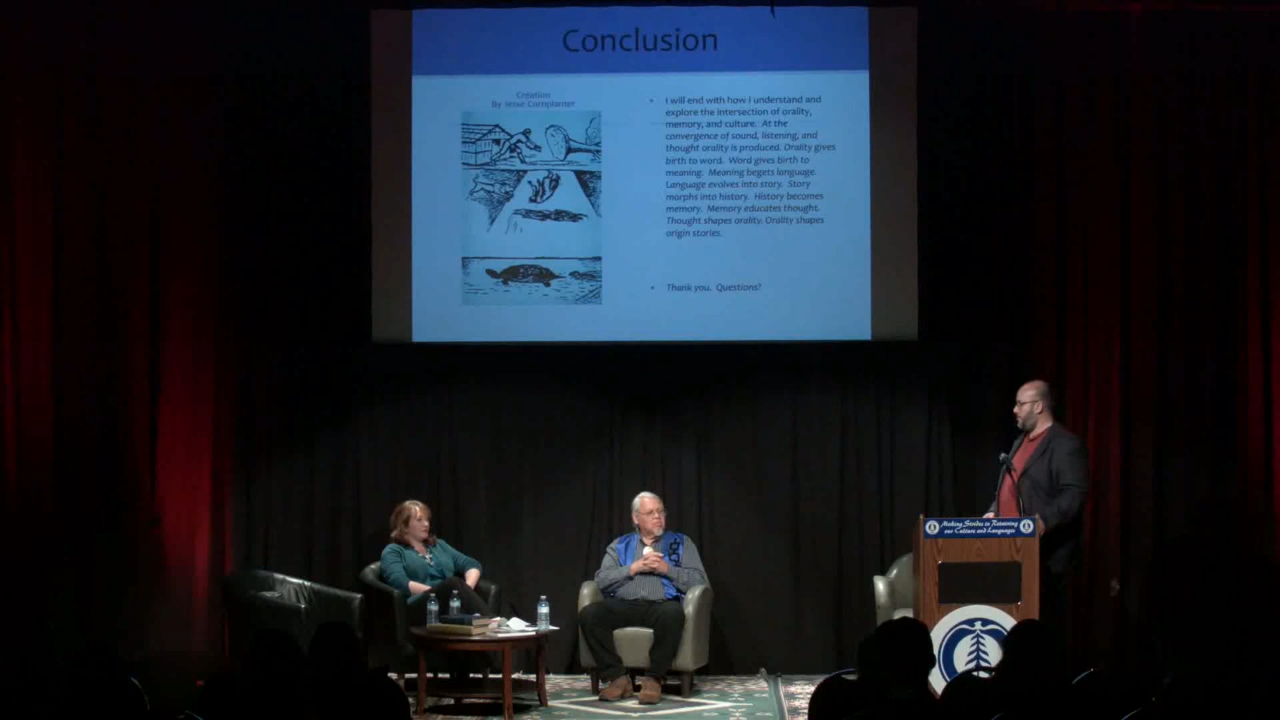 Conclusion
Creation
By Jesse Cornplanter
• I will end with how I understand and
explore the intersection of orality,
memory, and culture. At the
convergence of sound, listening, and
thought orality is produced. Orality gives
birth to word. Word gives birth to
meaning. Meaning begets language.
Language evolves into story. Story
morphs into history. History becomes
memory. Memory educates thought.
Thought shapes orality. Orality shapes
origin stories.
• Thank you. Questions?
Making Strides in Retaining
our Culture and Languages